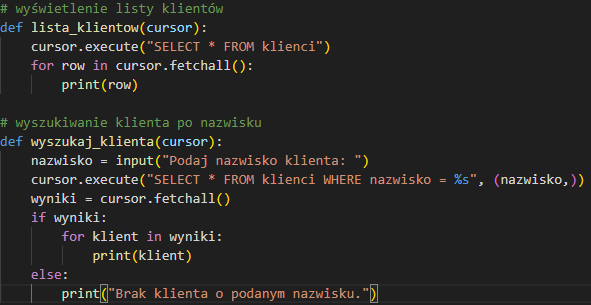 # wyświetlenie listy klientów
def lista_klientow(cursor):
    cursor.execute("SELECT * FROM klienci")
    for row in cursor.fetchall():
        print(row)

# wyszukiwanie klienta po nazwisku
def wyszukaj_klienta(cursor):
    nazwisko = input("Podaj nazwisko klienta: ")
    cursor.execute("SELECT * FROM klienci WHERE nazwisko = %s", (nazwisko,))
    wyniki = cursor.fetchall()
    if wyniki:
        for klient in wyniki:
            print(klient)
    else:
        print("Brak klienta o podanym nazwisku.")